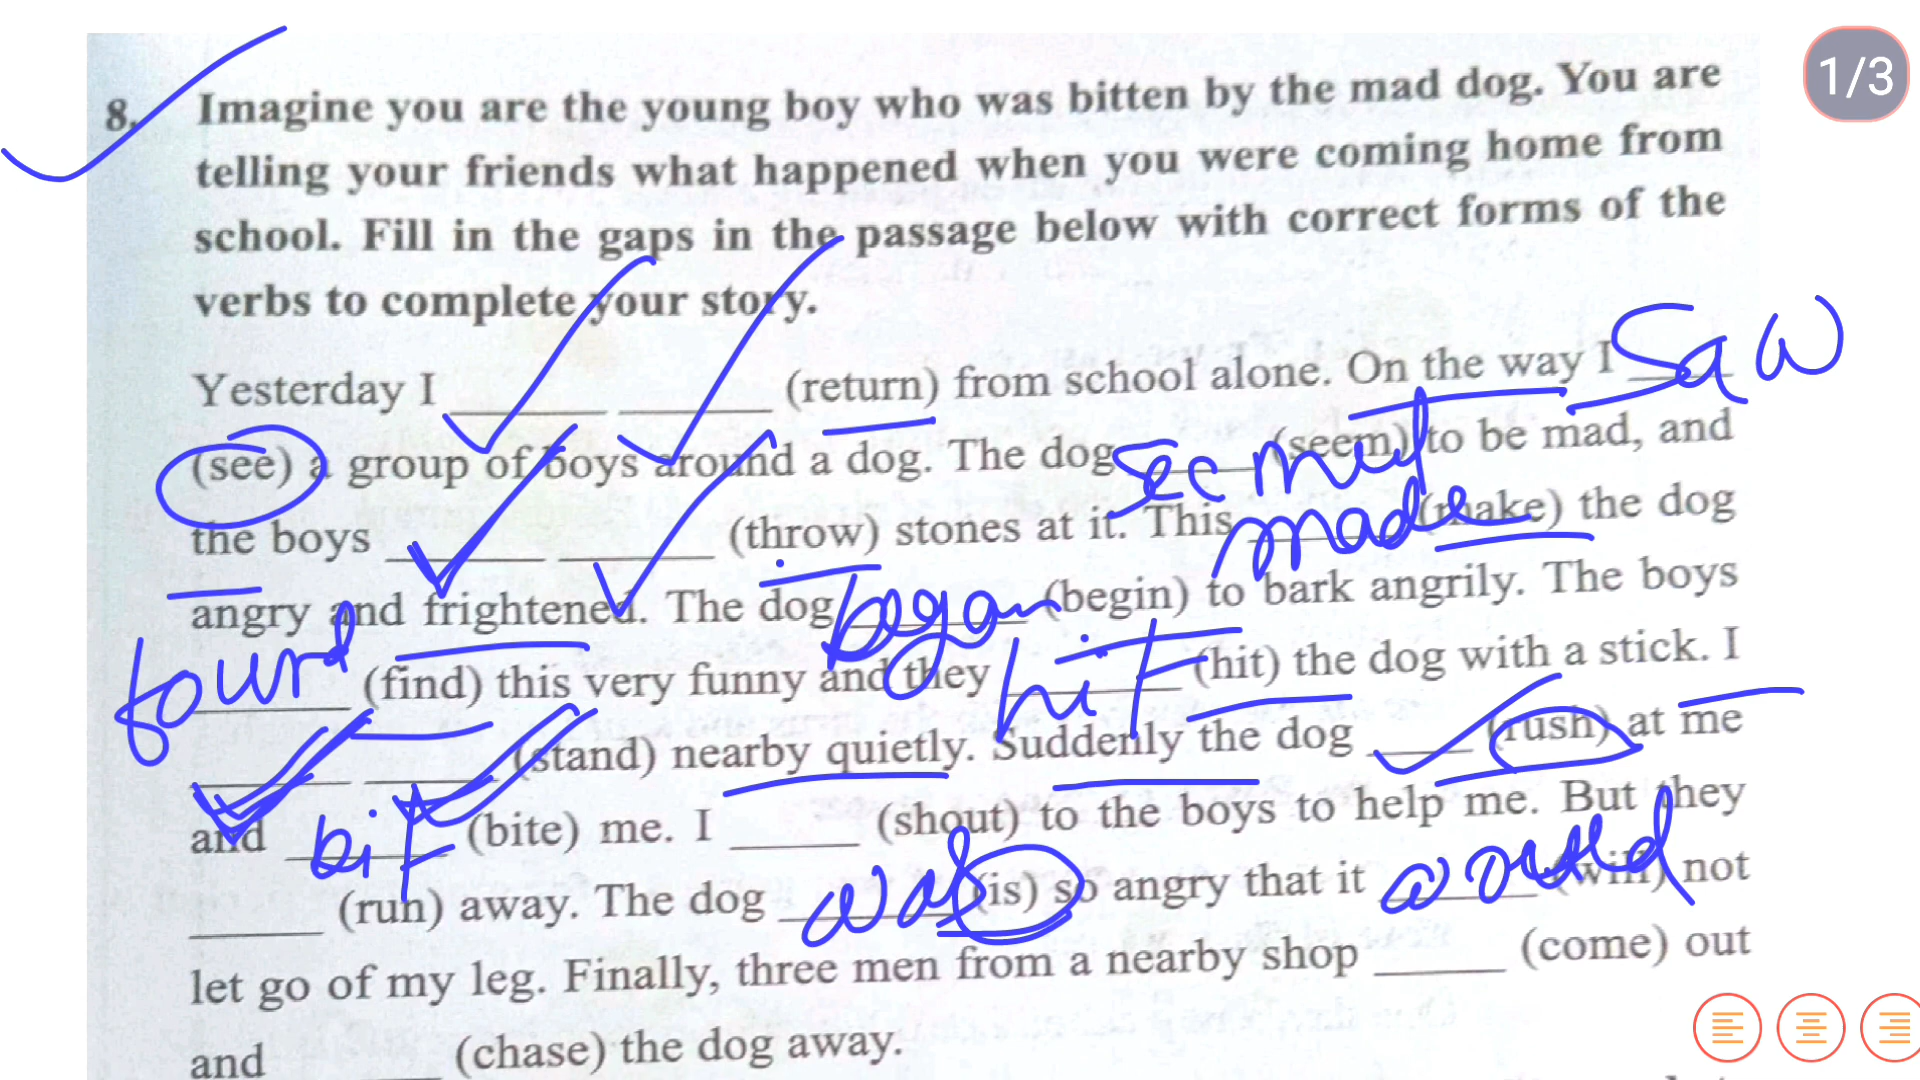 1/3
8. Imagine you are the young boy who was bitten by the mad dog. You are
telling your friends what happened when you were coming home from
school. Fill in the gaps in the passage below with correct forms of the
verbs to complete your story.
Yesterday I ______ ______ (return) from school alone. On the way I saw
(see) a group of boys around a dog. The dog seemed (seem) to be mad, and
the boys ______ ______ (throw) stones at it. This made (make) the dog
angry and frightened. The dog began (begin) to bark angrily. The boys
found (find) this very funny and they hit (hit) the dog with a stick. I
______ ______ (stand) nearby quietly. Suddenly the dog ____ (rush) at me
and bit (bite) me. I _____ (shout) to the boys to help me. But they
_____ (run) away. The dog was (is) so angry that it would (will) not
let go of my leg. Finally, three men from a nearby shop _____ (come) out
and ______ (chase) the dog away.